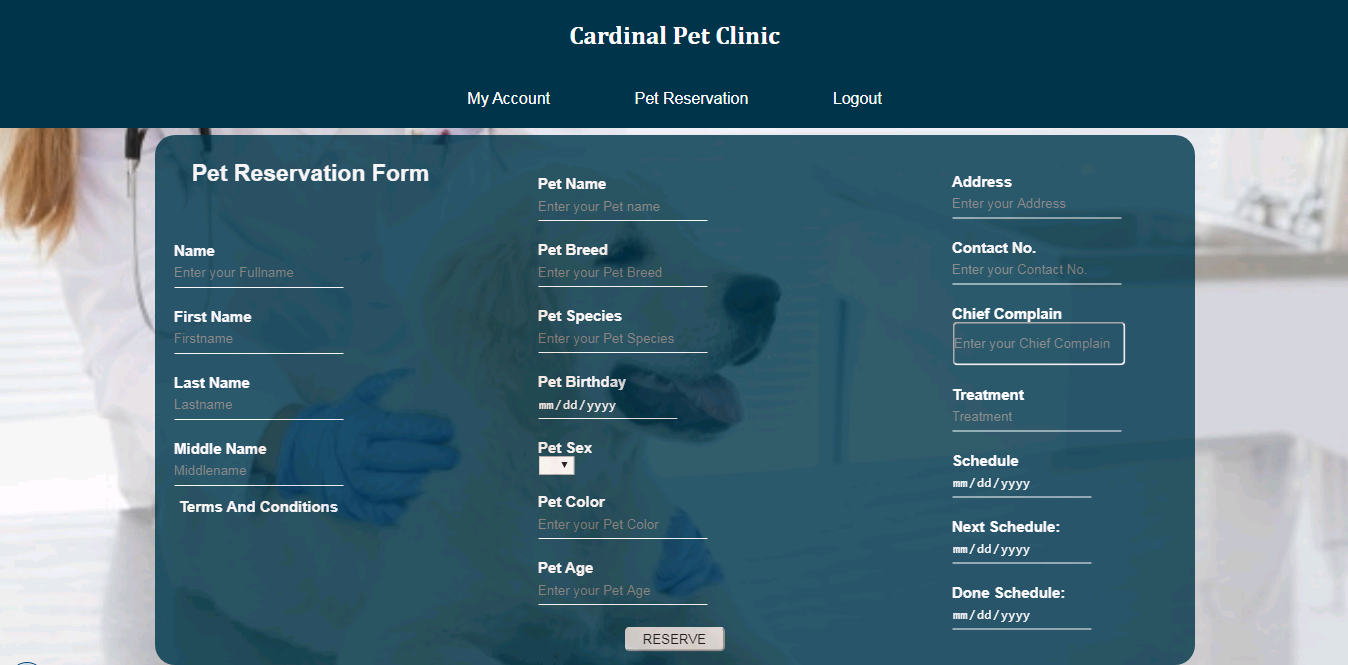 Cardinal Pet Clinic
My Account
Pet Reservation
Logout
Pet Reservation Form
Name
Enter your Fullname
First Name
Firstname
Last Name
Lastname
Middle Name
Middlename
Terms And Conditions
Pet Name
Enter your Pet name
Pet Breed
Enter your Pet Breed
Pet Species
Enter your Pet Species
Pet Birthday
mm/dd/yyyy
Pet Sex
Pet Color
Enter your Pet Color
Pet Age
Enter your Pet Age
RESERVE
Address
Enter your Address
Contact No.
Enter your Contact No.
Chief Complain
Enter your Chief Complain
Treatment
Treatment
Schedule
mm/dd/yyyy
Next Schedule:
mm/dd/yyyy
Done Schedule:
mm/dd/yyyy